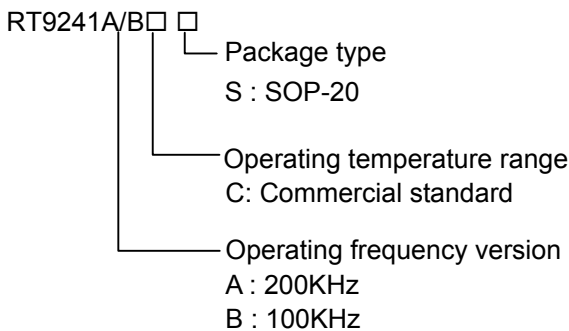 RT9241A/B□ □
Package type
S : SOP-20
Operating temperature range
C: Commercial standard
Operating frequency version
A : 200KHz
B : 100KHz